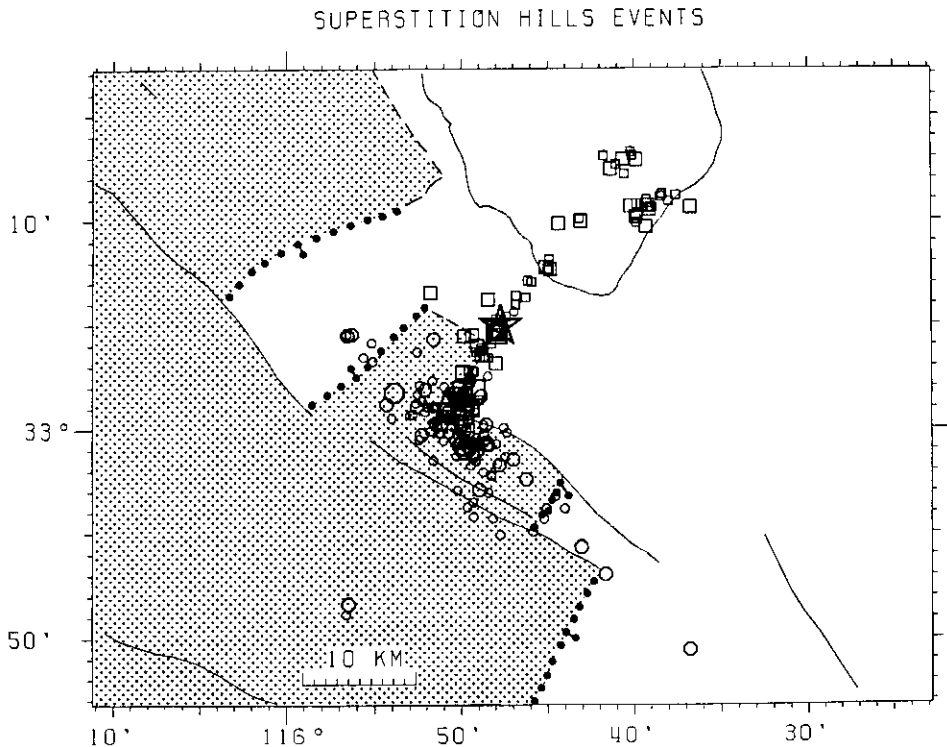 SUPERSTITION HILLS EVENTS
10'
33°
50'
10 KM
10' 116° 50' 40' 30'